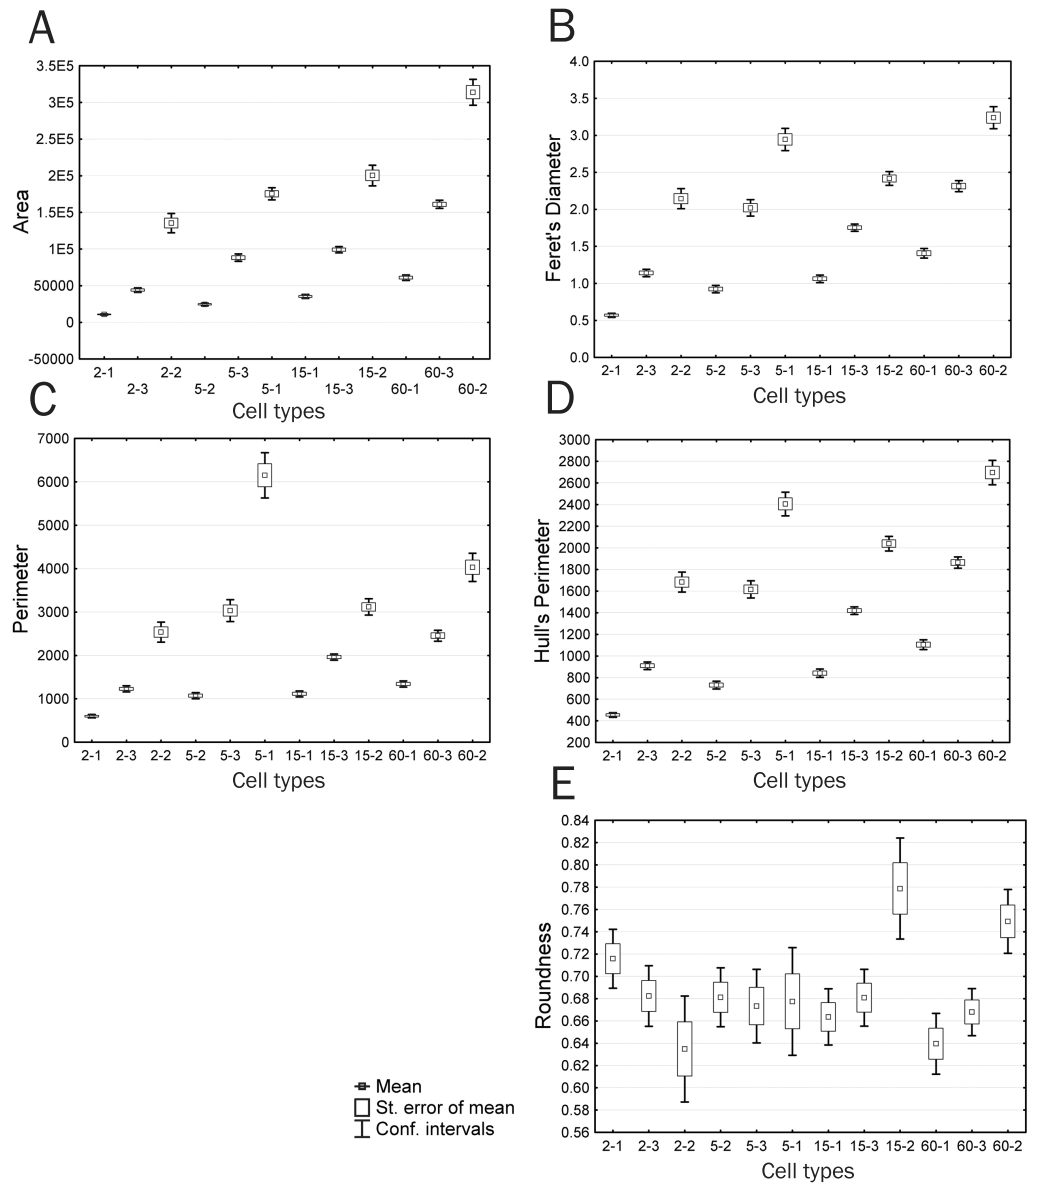 A
3.5E5
3E5
2.5E5
2E5
1.5E5
1E5
50000
0
-50000
Area
2-1 2-2 5-3 15-1 15-2 60-3
2-3 5-2 5-1 15-3 60-1 60-2
Cell types
B
4.0
3.5
3.0
2.5
2.0
1.5
1.0
0.5
0.0
Feret's Diameter
2-1 2-3 2-2 5-2 5-3 5-1 15-1 15-3 15-2 60-1 60-3 60-2
Cell types
C
7000
6000
5000
4000
3000
2000
1000
0
Perimeter
2-1 2-3 2-2 5-2 5-3 5-1 15-1 15-3 15-2 60-1 60-3 60-2
Cell types
D
3000
2800
2600
2400
2200
2000
1800
1600
1400
1200
1000
800
600
400
200
Hull's Perimeter
2-1 2-3 2-2 5-2 5-3 5-1 15-1 15-3 15-2 60-1 60-3 60-2
Cell types
E
0.84
0.82
0.80
0.78
0.76
0.74
0.72
0.70
0.68
0.66
0.64
0.62
0.60
0.58
0.56
Roundness
2-1 2-3 2-2 5-2 5-3 5-1 15-1 15-3 15-2 60-1 60-3 60-2
Cell types
Mean
St. error of mean
Conf. intervals